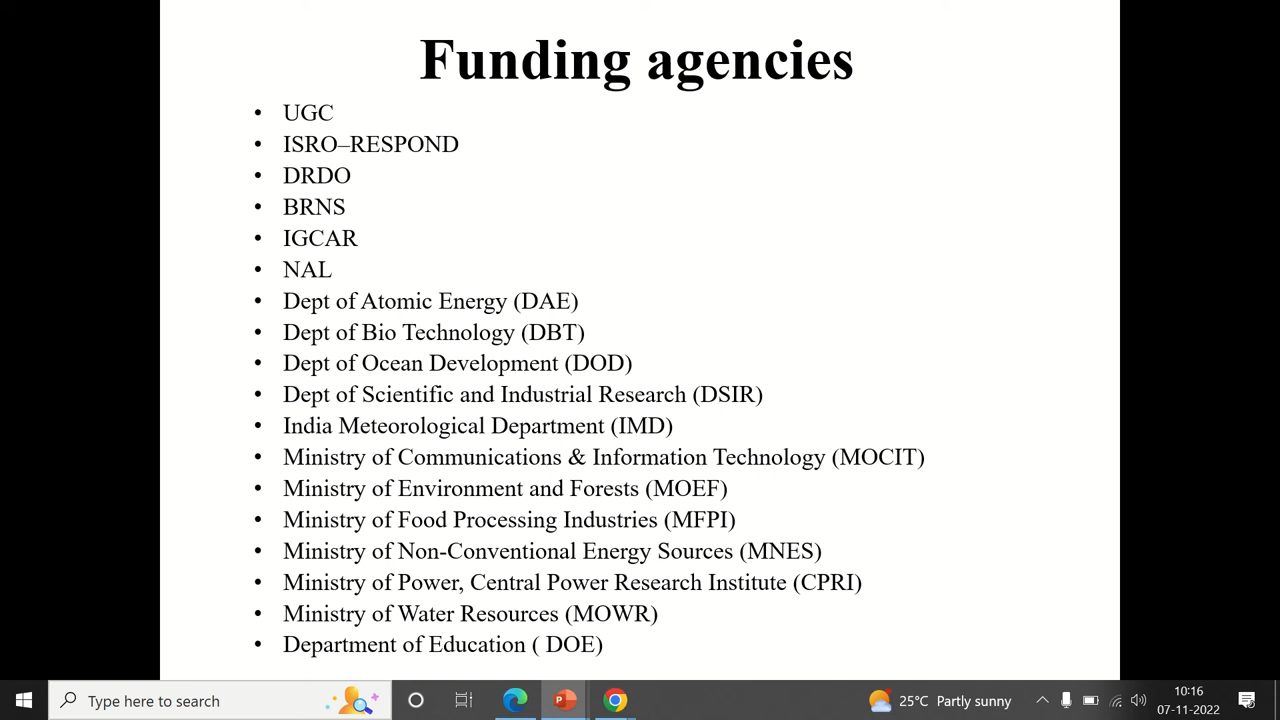 Funding agencies
• UGC
• ISRO–RESPOND
• DRDO
• BRNS
• IGCAR
• NAL
• Dept of Atomic Energy (DAE)
• Dept of Bio Technology (DBT)
• Dept of Ocean Development (DOD)
• Dept of Scientific and Industrial Research (DSIR)
• India Meteorological Department (IMD)
• Ministry of Communications & Information Technology (MOCIT)
• Ministry of Environment and Forests (MOEF)
• Ministry of Food Processing Industries (MFPI)
• Ministry of Non-Conventional Energy Sources (MNES)
• Ministry of Power, Central Power Research Institute (CPRI)
• Ministry of Water Resources (MOWR)
• Department of Education ( DOE)
Type here to search
25°C Partly sunny
10:16
07-11-2022